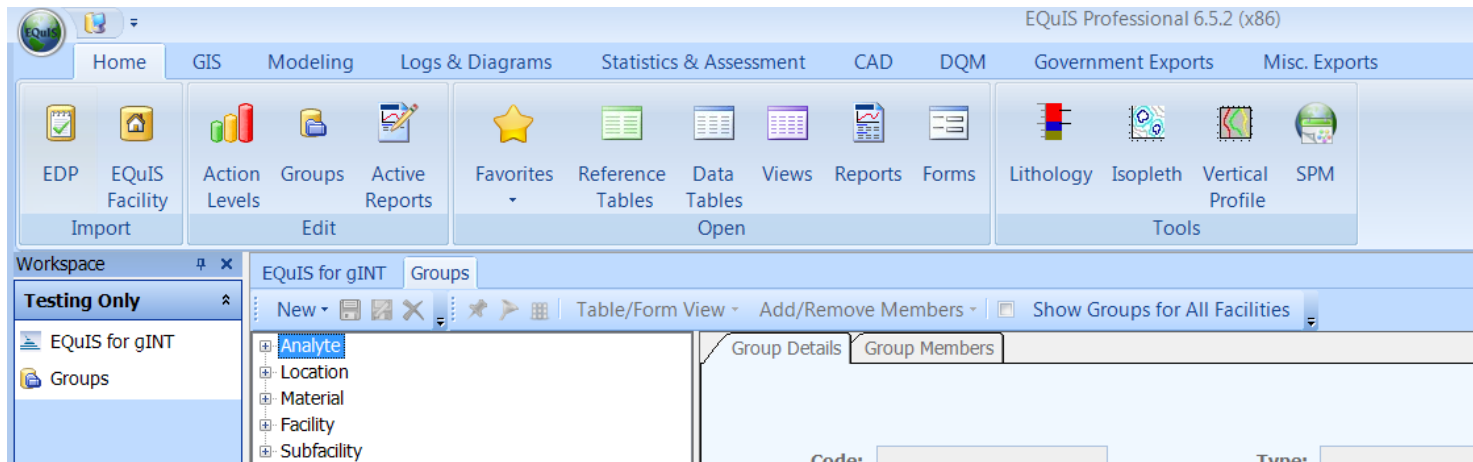 EQuIS Professional 6.5.2 (x86)
EQuIS
Home GIS Modeling Logs & Diagrams Statistics & Assessment CAD DQM Government Exports Misc. Exports
EDP EQuIS Action Groups Active Favorites Reference Data Views Reports Forms Lithology Isopleth Vertical SPM
Facility Levels Reports Tables Tables Profile
Import Edit Open Tools
Workspace
EQuIS for gINT Groups
Testing Only
New Table/Form View Add/Remove Members Show Groups for All Facilities
EQuIS for gINT
Groups
Analyte
Location
Material
Facility
Subfacility
Group Details Group Members
Code: Type: